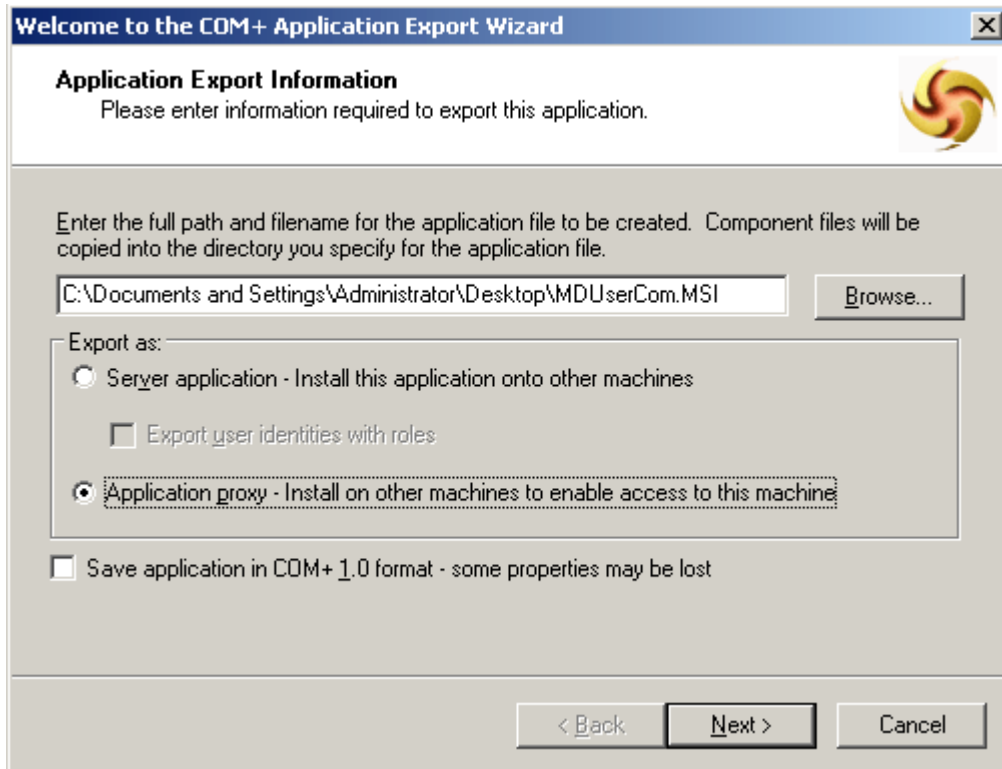 Welcome to the COM+ Application Export Wizard
Application Export Information
Please enter information required to export this application.
Enter the full path and filename for the application file to be created.  Component files will be
copied into the directory you specify for the application file.
C:\Documents and Settings\Administrator\Desktop\MDUserCom.MSI
Browse...
Export as:
Server application - Install this application onto other machines
Export user identities with roles
Application proxy - Install on other machines to enable access to this machine
Save application in COM+ 1.0 format - some properties may be lost
< Back Next > Cancel